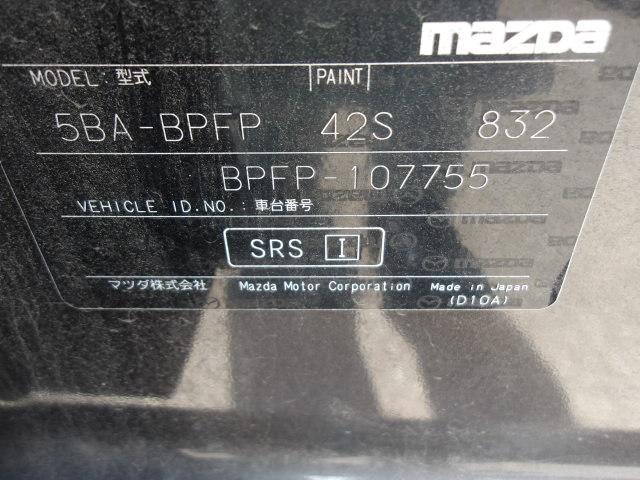 mazda
MODEL : 型式 PAINT
5BA-BPFP 42S 832
BPFP-107755
VEHICLE ID.NO. : 車台番号
SRS I
マツダ株式会社 Mazda Motor Corporation Made in Japan
(D10A)